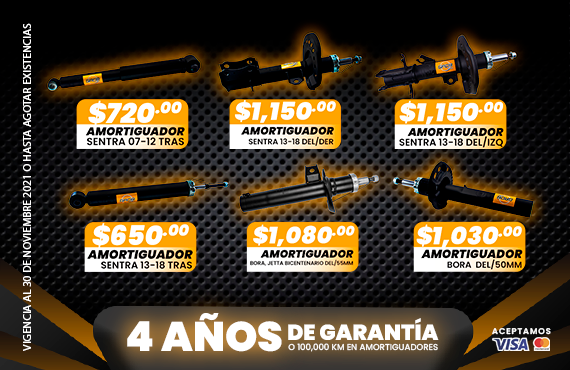 VIGENCIA AL 30 DE NOVIEMBRE 2021 O HASTA AGOTAR EXISTENCIAS
$720.00
AMORTIGUADOR
SENTRA 07-12 TRAS
$1,150.00
AMORTIGUADOR
SENTRA 13-18 DEL/DER
$1,150.00
AMORTIGUADOR
SENTRA 13-18 DEL/IZQ
$650.00
AMORTIGUADOR
SENTRA 13-18 TRAS
$1,080.00
AMORTIGUADOR
BORA, JETTA BICENTENARIO DEL/55MM
$1,030.00
AMORTIGUADOR
BORA DEL/50MM
4 AÑOS DE GARANTÍA
O 100,000 KM EN AMORTIGUADORES
ACEPTAMOS
VISA